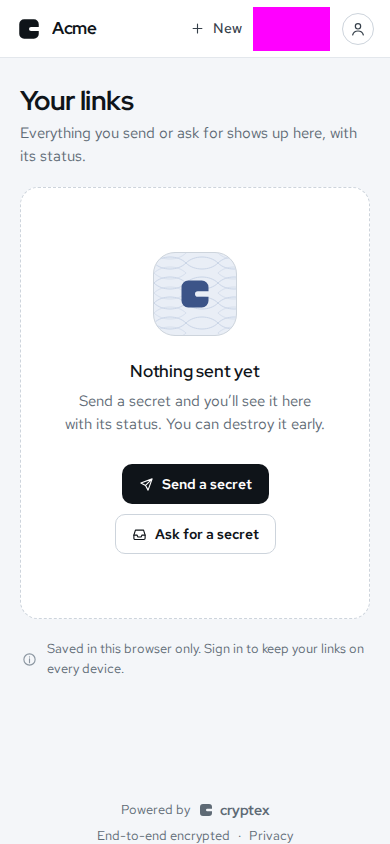 Acme
New
Your links
Everything you send or ask for shows up here, with
its status.
Nothing sent yet
Send a secret and you’ll see it here
with its status. You can destroy it early.
Send a secret
Ask for a secret
Saved in this browser only. Sign in to keep your links on
every device.
Powered by cryptex
End-to-end encrypted · Privacy